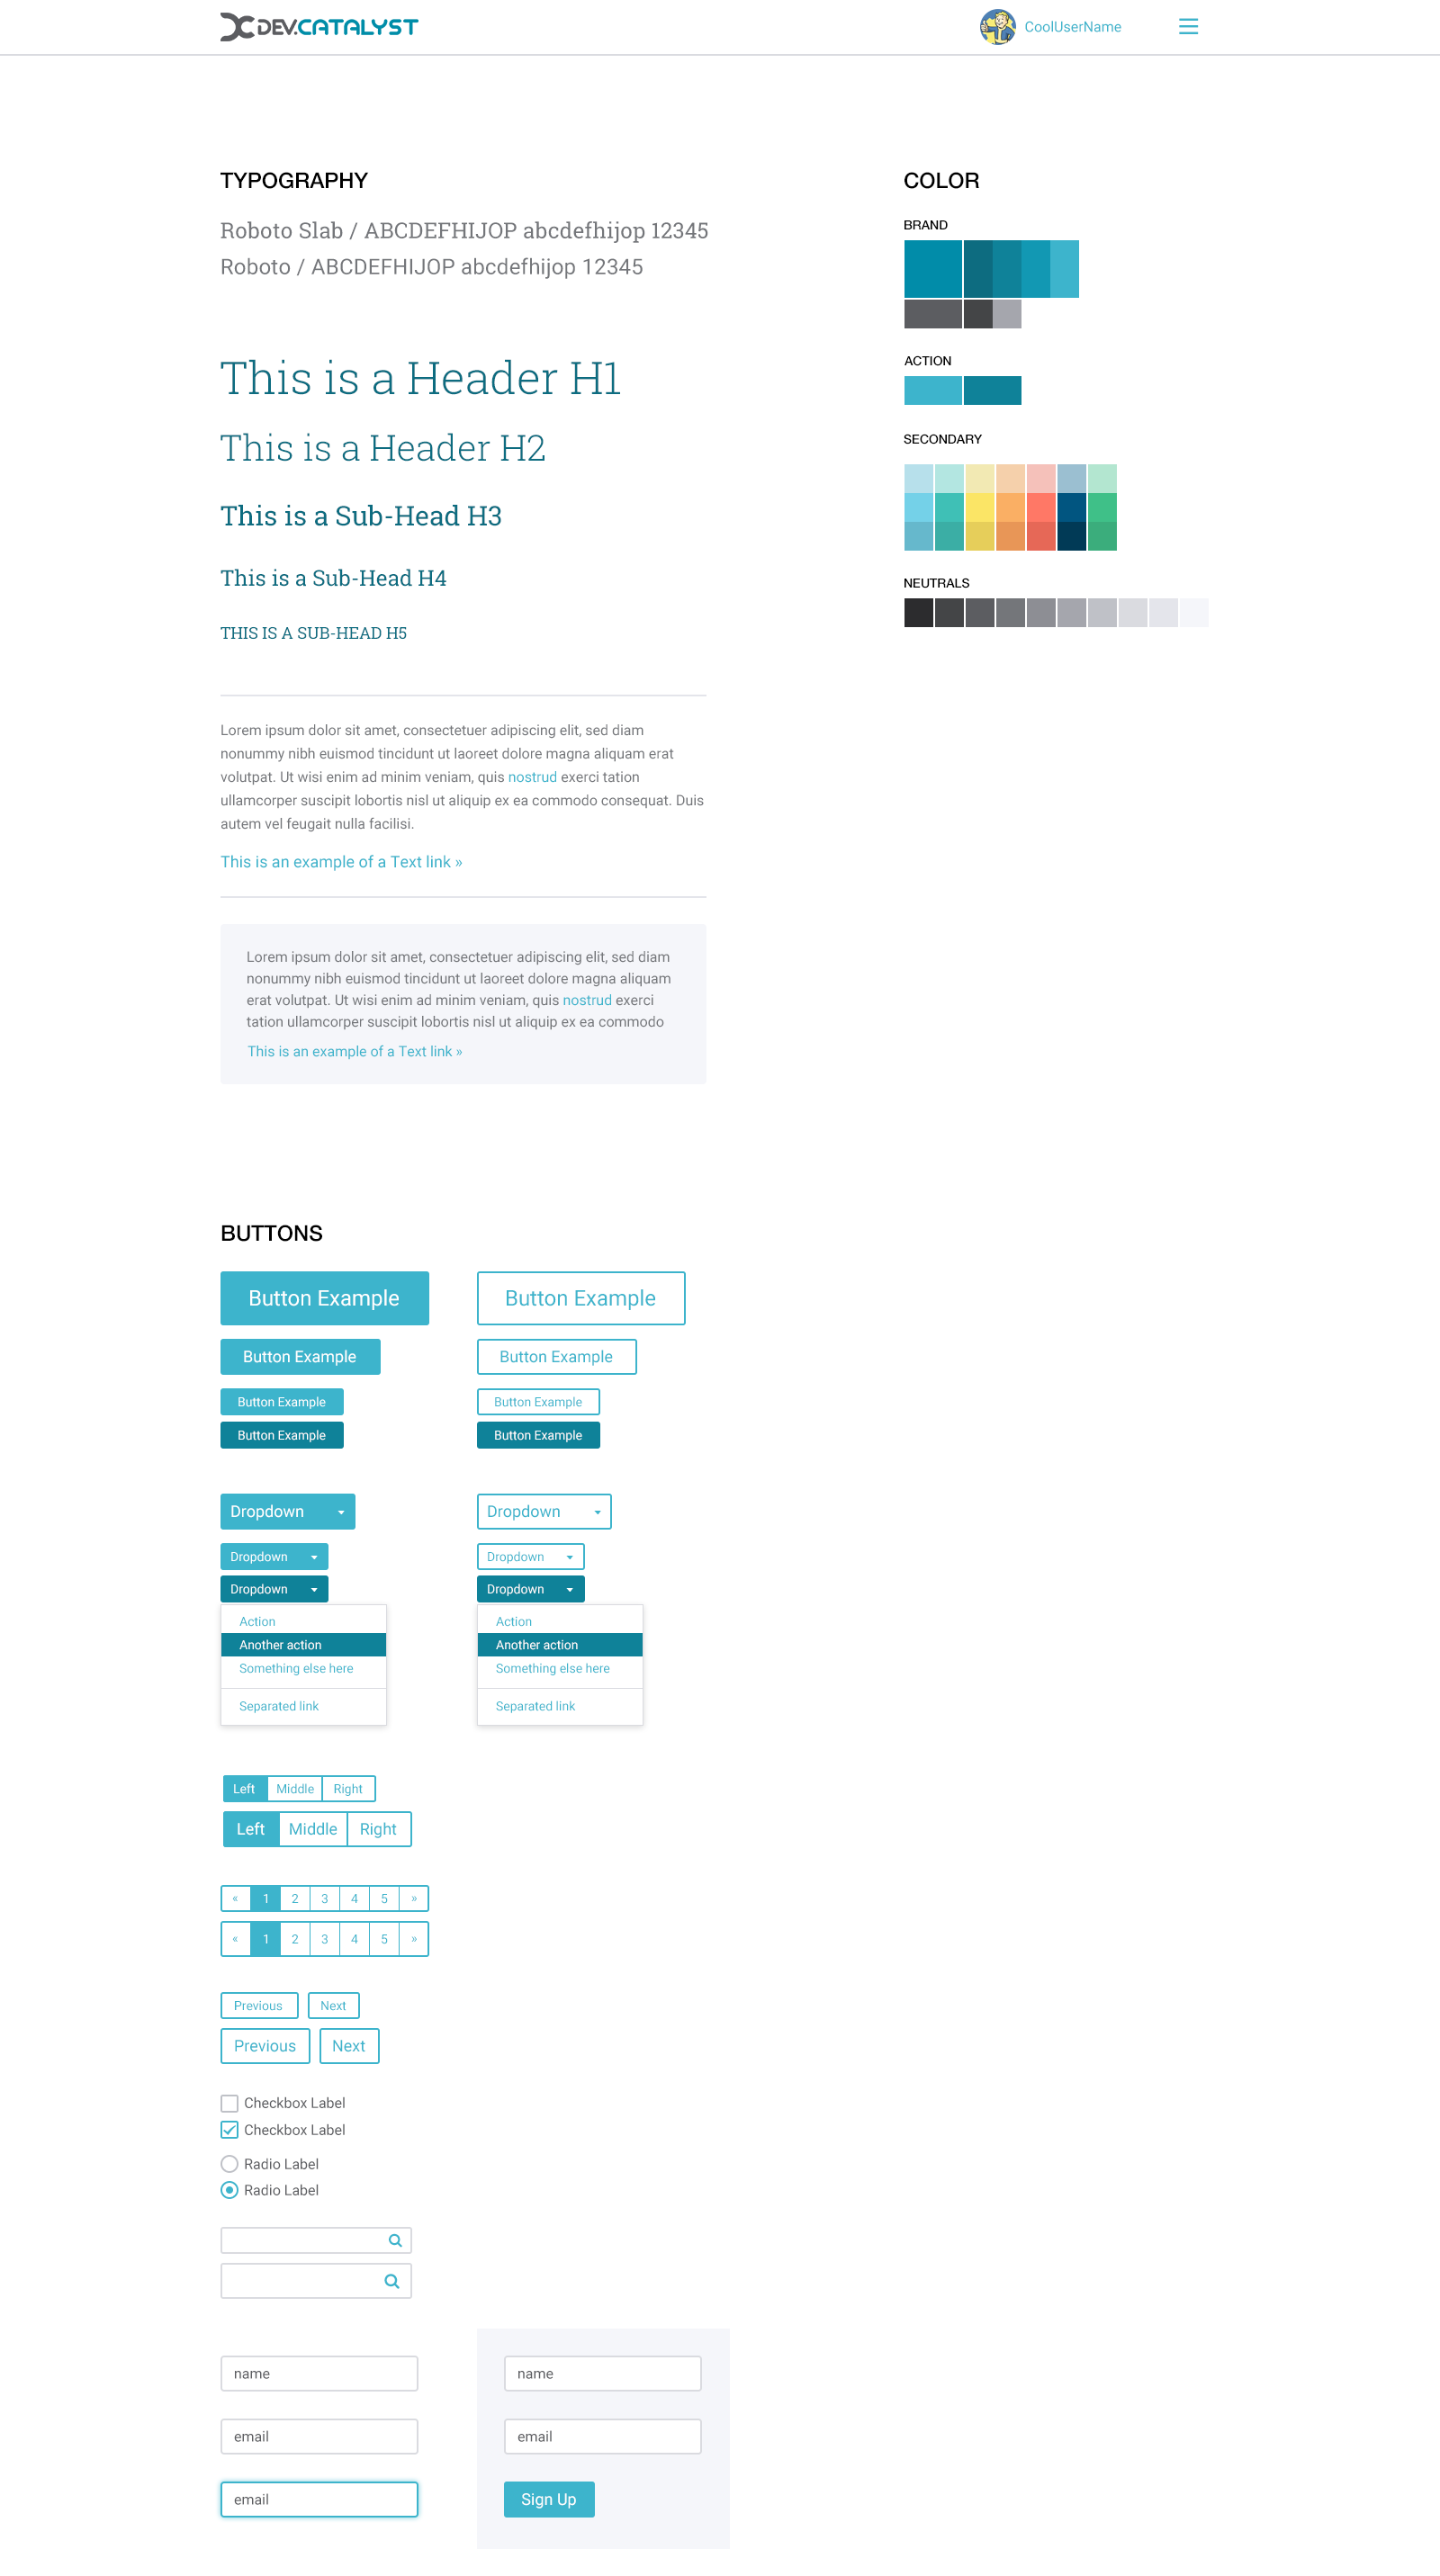 DEV.CATALYST
CoolUserName
TYPOGRAPHY
Roboto Slab / ABCDEFHIJOP abcdefhijop 12345
Roboto / ABCDEFHIJOP abcdefhijop 12345
This is a Header H1
This is a Header H2
This is a Sub-Head H3
This is a Sub-Head H4
THIS IS A SUB-HEAD H5
Lorem ipsum dolor sit amet, consectetuer adipiscing elit, sed diam
nonummy nibh euismod tincidunt ut laoreet dolore magna aliquam erat
volutpat. Ut wisi enim ad minim veniam, quis nostrud exerci tation
ullamcorper suscipit lobortis nisl ut aliquip ex ea commodo consequat. Duis
autem vel feugait nulla facilisi.
This is an example of a Text link »
Lorem ipsum dolor sit amet, consectetuer adipiscing elit, sed diam
nonummy nibh euismod tincidunt ut laoreet dolore magna aliquam
erat volutpat. Ut wisi enim ad minim veniam, quis nostrud exerci
tation ullamcorper suscipit lobortis nisl ut aliquip ex ea commodo
This is an example of a Text link »
COLOR
BRAND
ACTION
SECONDARY
NEUTRALS
BUTTONS
Button Example
Button Example
Button Example
Button Example
Button Example
Button Example
Button Example
Button Example
Dropdown
Dropdown
Dropdown
Dropdown
Dropdown
Dropdown
Action
Another action
Something else here
Separated link
Action
Another action
Something else here
Separated link
Left Middle Right
Left Middle Right
« 1 2 3 4 5 »
« 1 2 3 4 5 »
Previous Next
Previous Next
Checkbox Label
Checkbox Label
Radio Label
Radio Label
name
email
email
name
email
Sign Up